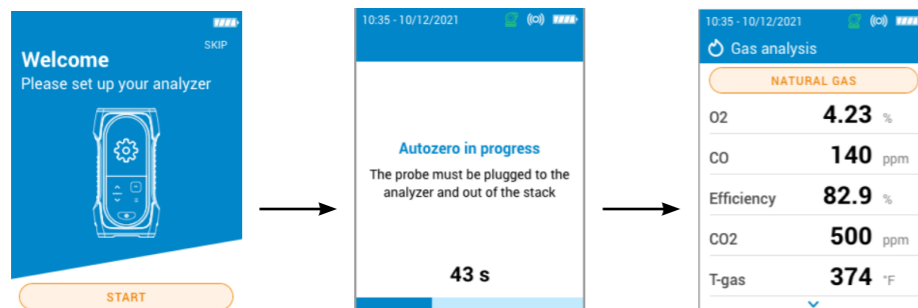 SKIP
Welcome
Please set up your analyzer
START
10:35 - 10/12/2021
Autozero in progress
The probe must be plugged to the
analyzer and out of the stack
43 s
10:35 - 10/12/2021
Gas analysis
NATURAL GAS
O2 4.23 %
CO 140 ppm
Efficiency 82.9 %
CO2 500 ppm
T-gas 374 °F